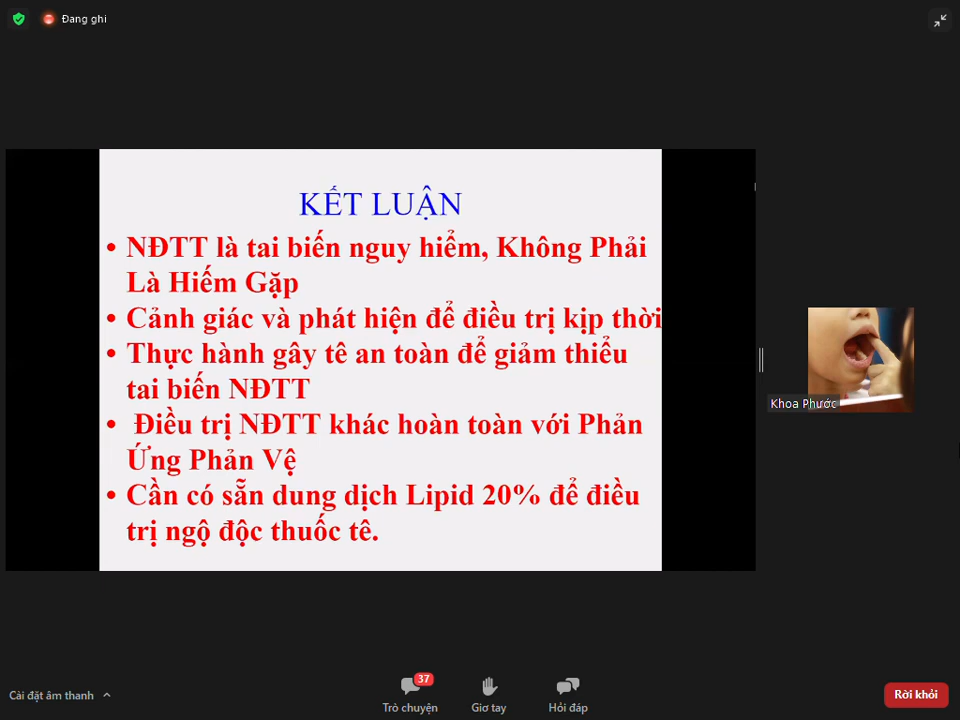 Đang ghi
KẾT LUẬN
• NĐTT là tai biến nguy hiểm, Không Phải
Là Hiếm Gặp
• Cảnh giác và phát hiện để điều trị kịp thời
• Thực hành gây tê an toàn để giảm thiểu
tai biến NĐTT
• Điều trị NĐTT khác hoàn toàn với Phản
Ứng Phản Vệ
• Cần có sẵn dung dịch Lipid 20% để điều
trị ngộ độc thuốc tê.
Khoa Phước
Cài đặt âm thanh
37
Trò chuyện
Giơ tay
Hỏi đáp
Rời khỏi